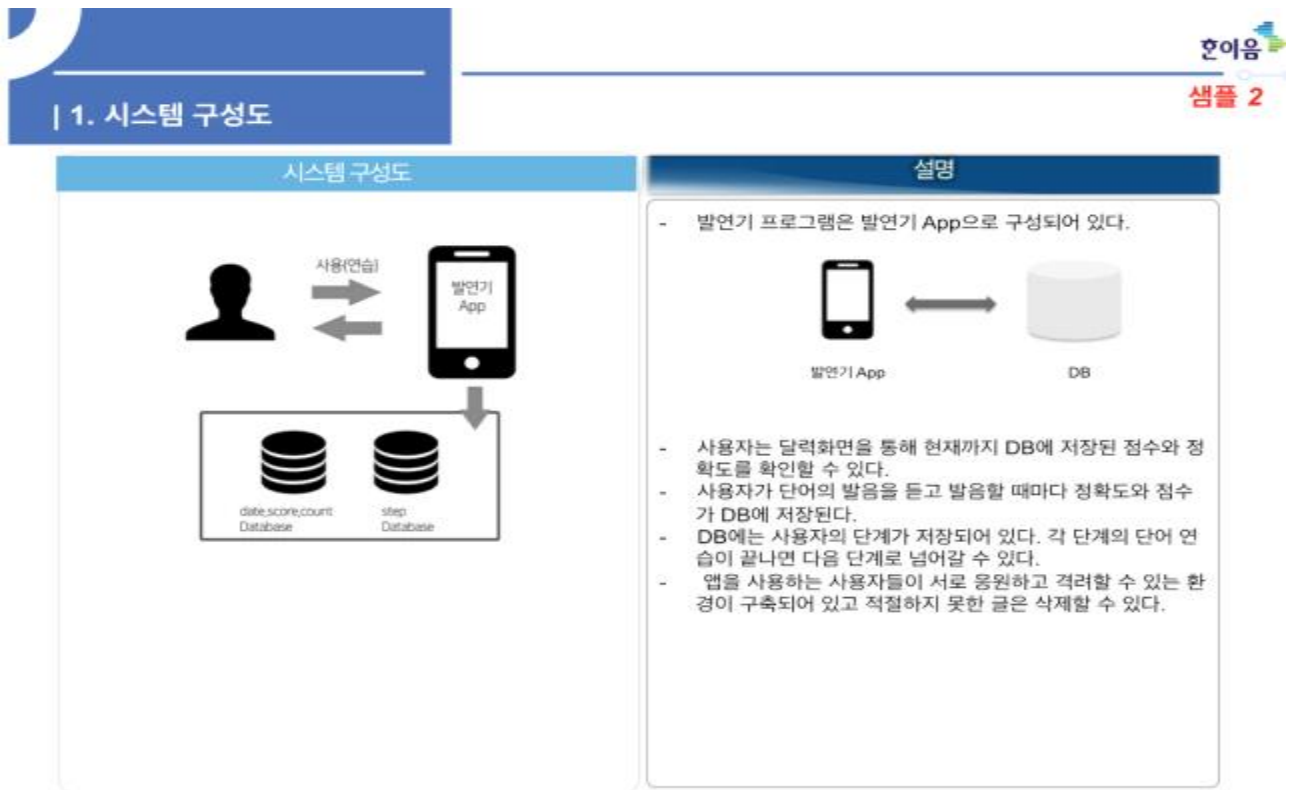 한이음
샘플 2
| 1. 시스템 구성도
시스템 구성도
사용(연습)
발연기
App
date,score,count
Database
step
Database
설명
- 발연기 프로그램은 발연기 App으로 구성되어 있다.
발연기 App
DB
- 사용자는 달력화면을 통해 현재까지 DB에 저장된 점수와 정
확도를 확인할 수 있다.
- 사용자가 단어의 발음을 듣고 발음할 때마다 정확도와 점수
가 DB에 저장된다.
- DB에는 사용자의 단계가 저장되어 있다. 각 단계의 단어 연
습이 끝나면 다음 단계로 넘어갈 수 있다.
- 앱을 사용하는 사용자들이 서로 응원하고 격려할 수 있는 환
경이 구축되어 있고 적절하지 못한 글은 삭제할 수 있다.